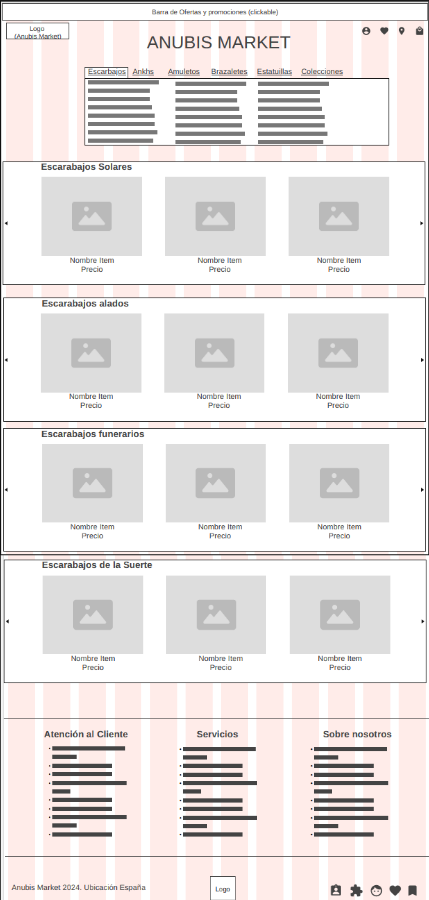 Barra de Ofertas y promociones (clickable)
Logo
(Anubis Market)
ANUBIS MARKET
Escarbajos Ankhs Amuletos Brazaletes Estatuillas Colecciones
Escarabajos Solares
Nombre Item Nombre Item Nombre Item
Precio Precio Precio
Escarabajos alados
Nombre Item Nombre Item Nombre Item
Precio Precio Precio
Escarabajos funerarios
Nombre Item Nombre Item Nombre Item
Precio Precio Precio
Escarabajos de la Suerte
Nombre Item Nombre Item Nombre Item
Precio Precio Precio
Atención al Cliente Servicios Sobre nosotros
Anubis Market 2024. Ubicación España
Logo